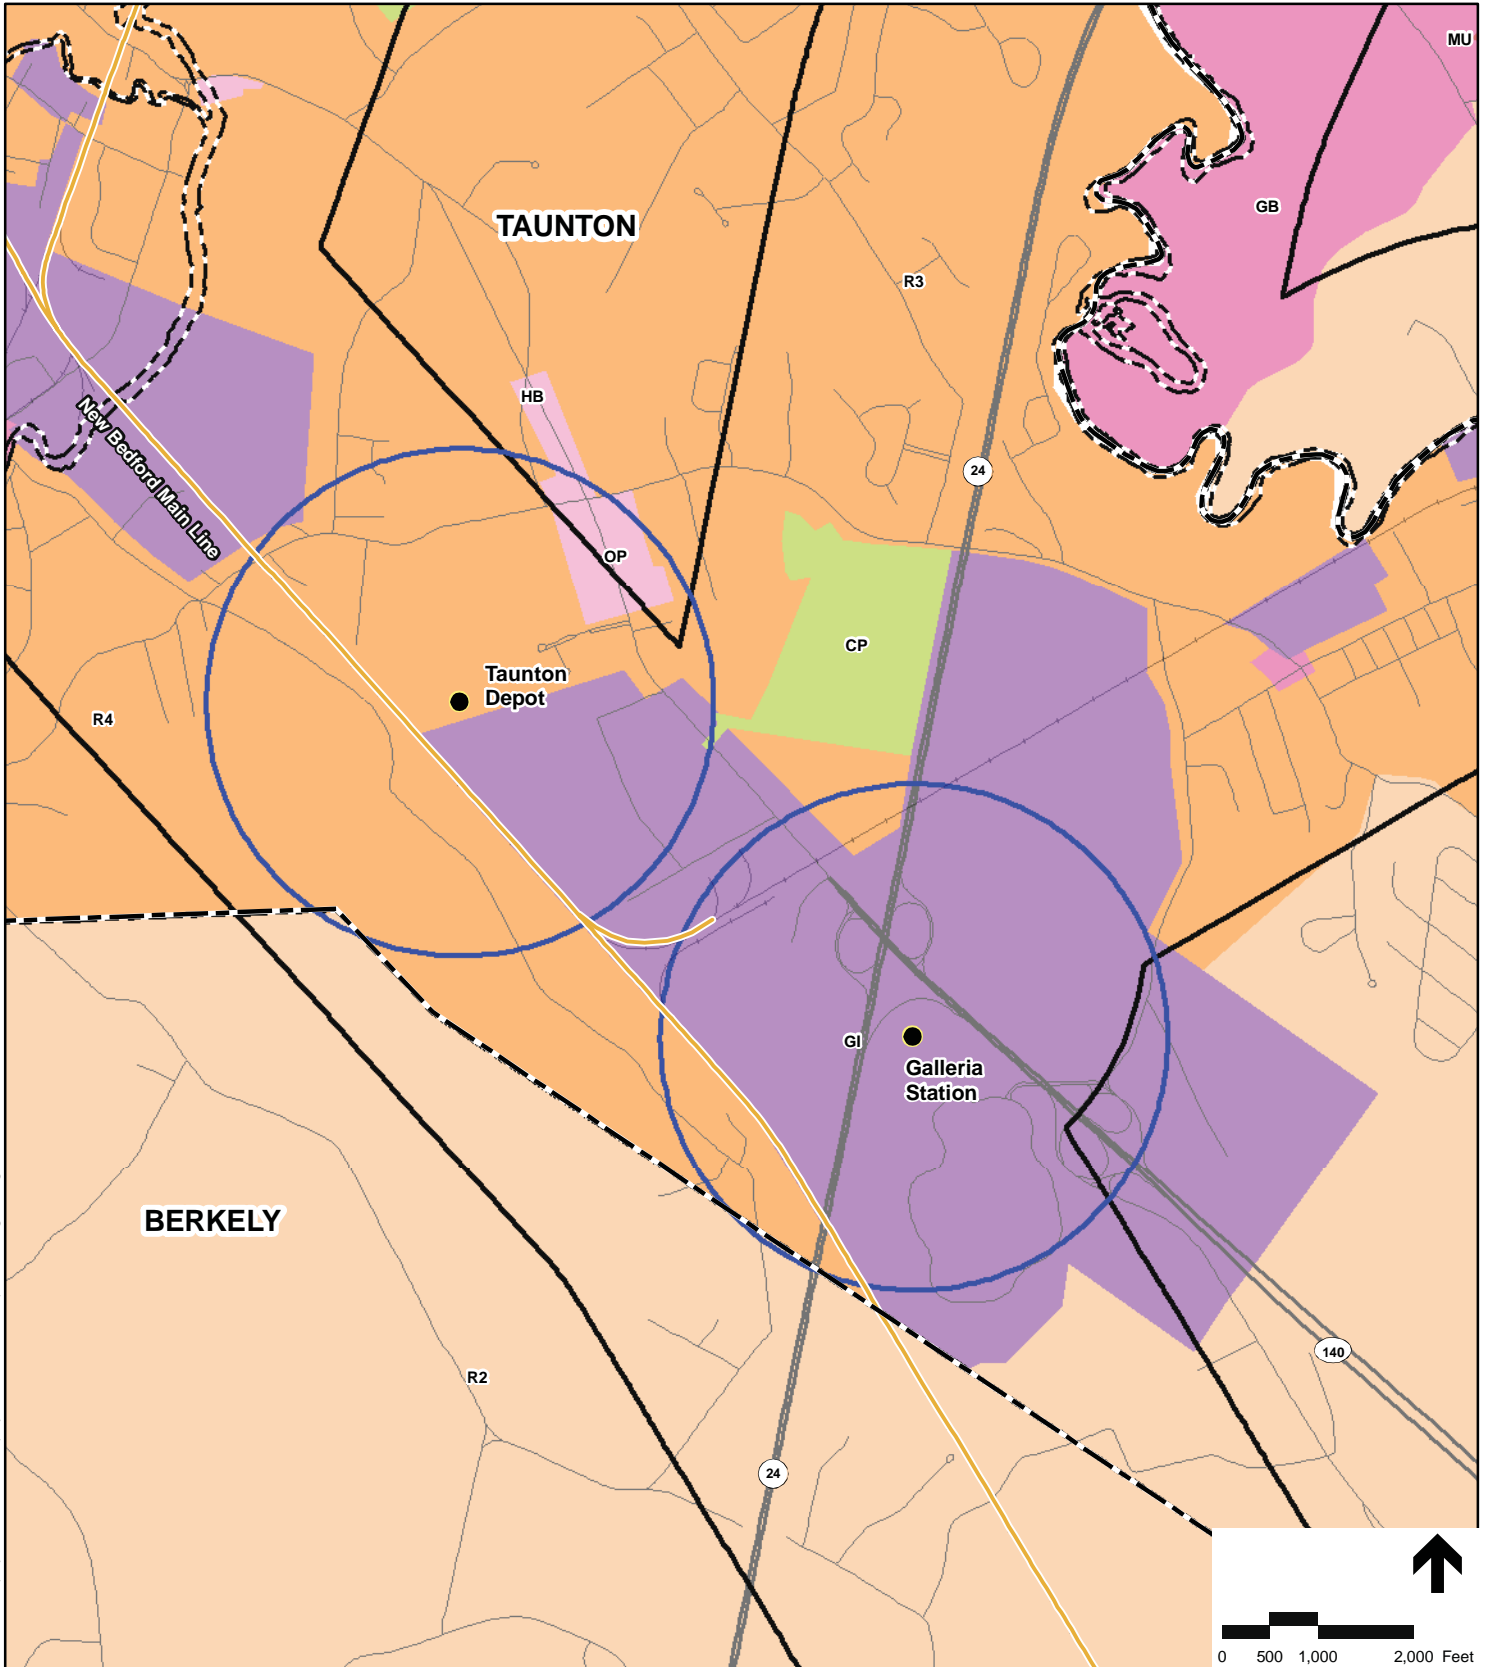 MU
GB
TAUNTON
R3
HB
New Bedford Main Line
24
OP
CP
Taunton
Depot
R4
GI
Galleria
Station
BERKELY
140
R2
24
0 500 1,000 2,000 Feet